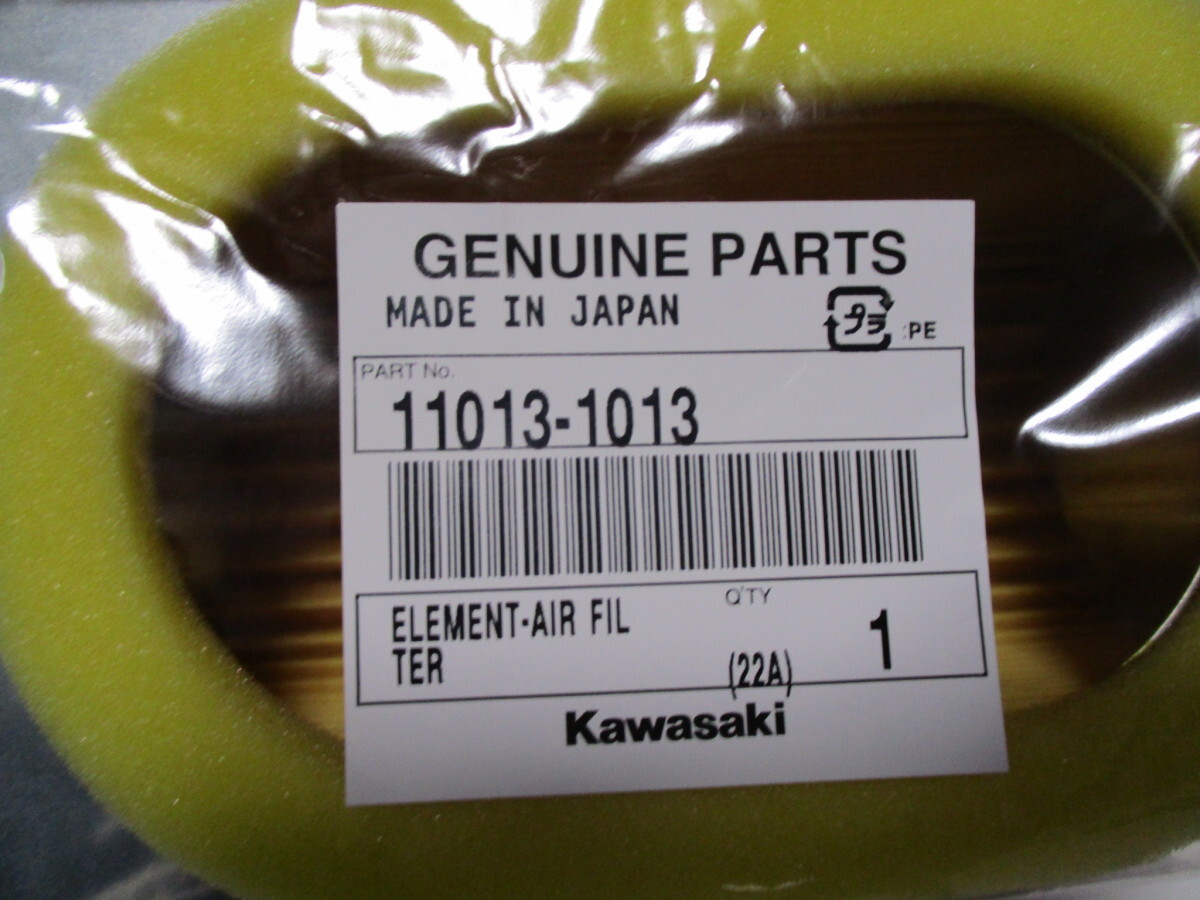 GENUINE PARTS
MADE IN JAPAN
プラ :PE
PART No.
11013-1013
ELEMENT-AIR FIL
TER
Q'TY
(22A)
1
Kawasaki